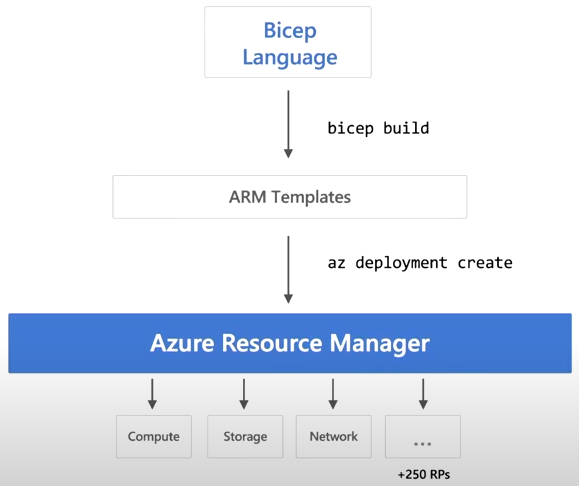 Bicep
Language
bicep build
ARM Templates
az deployment create
Azure Resource Manager
Compute
Storage
Network
...
+250 RPs